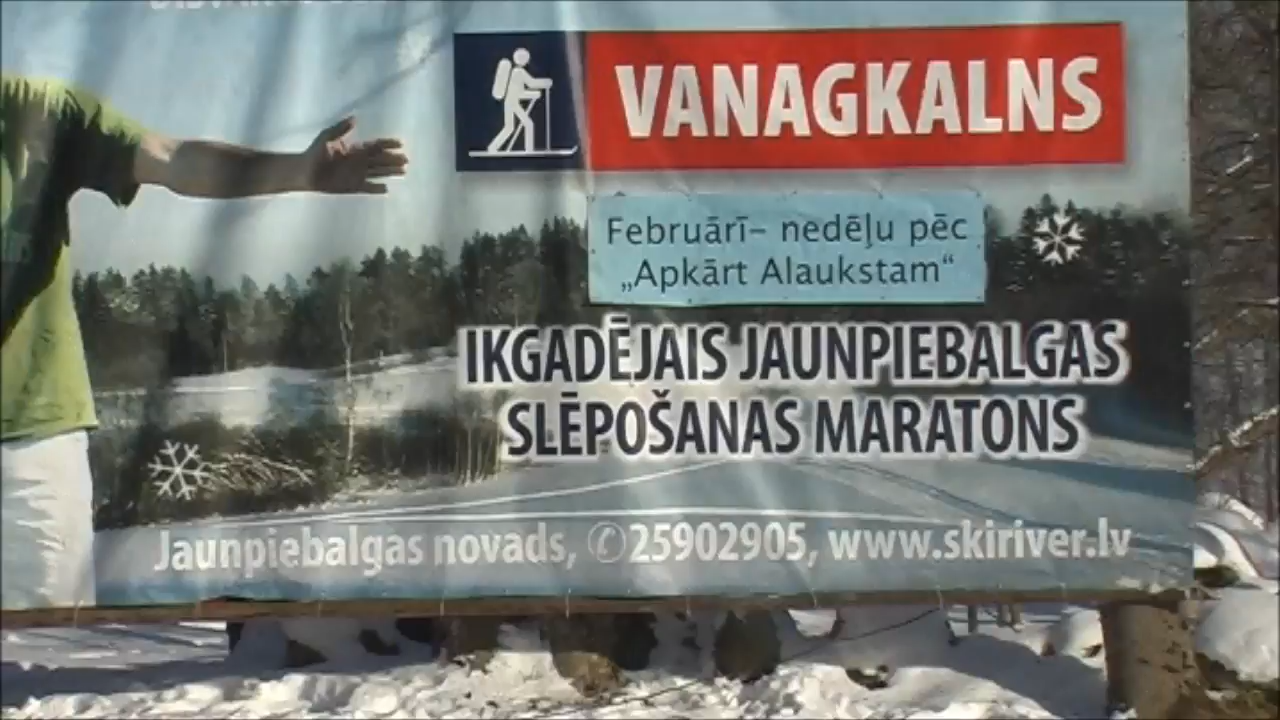 VANAGKALNS
Februārī– nedēļu pēc
„Apkārt Alaukstam“
IKGADĒJAIS JAUNPIEBALGAS
SLĒPOŠANAS MARATONS
Jaunpiebalgas novads, ✆25902905, www.skiriver.lv